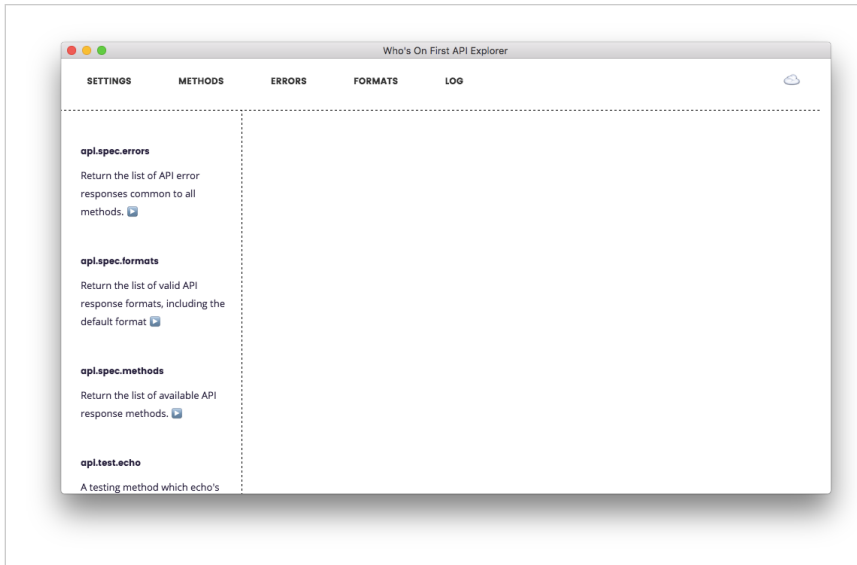 Who's On First API Explorer
SETTINGS METHODS ERRORS FORMATS LOG
api.spec.errors
Return the list of API error
responses common to all
methods.
api.spec.formats
Return the list of valid API
response formats, including the
default format
api.spec.methods
Return the list of available API
response methods.
api.test.echo
A testing method which echo's